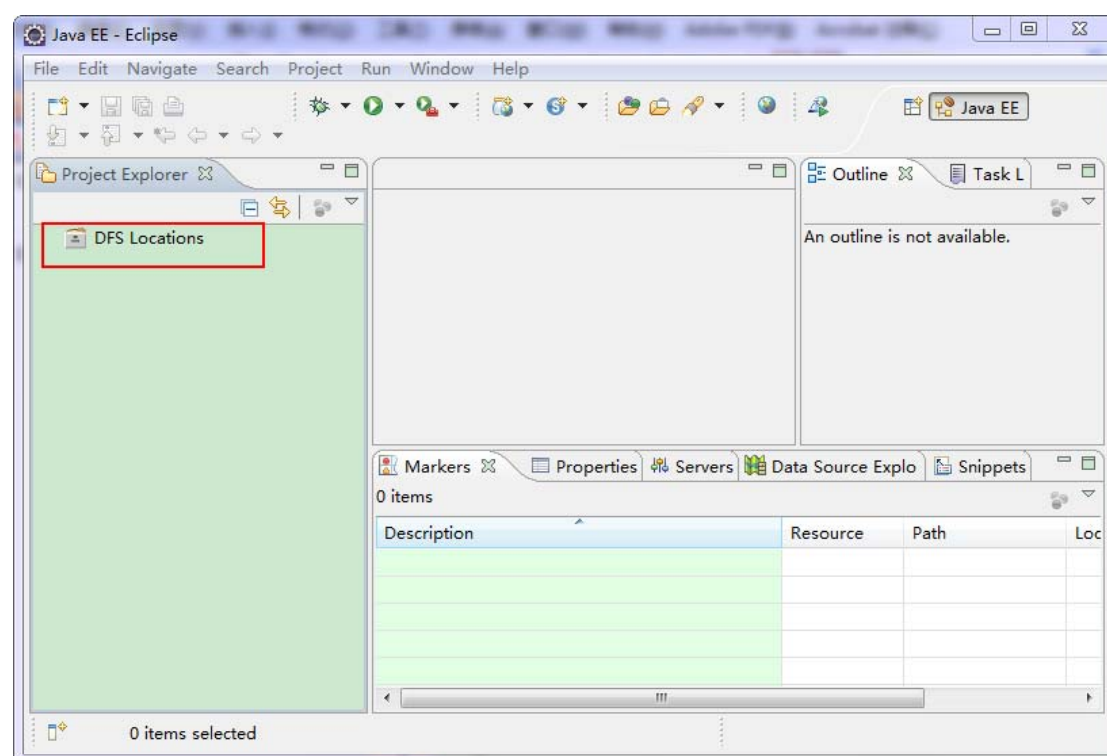 Java EE - Eclipse
File Edit Navigate Search Project Run Window Help
Java EE
Project Explorer
Outline
Task L
DFS Locations
An outline is not available.
Markers
Properties
Servers
Data Source Explo
Snippets
0 items
Description
Resource
Path
Loc
0 items selected